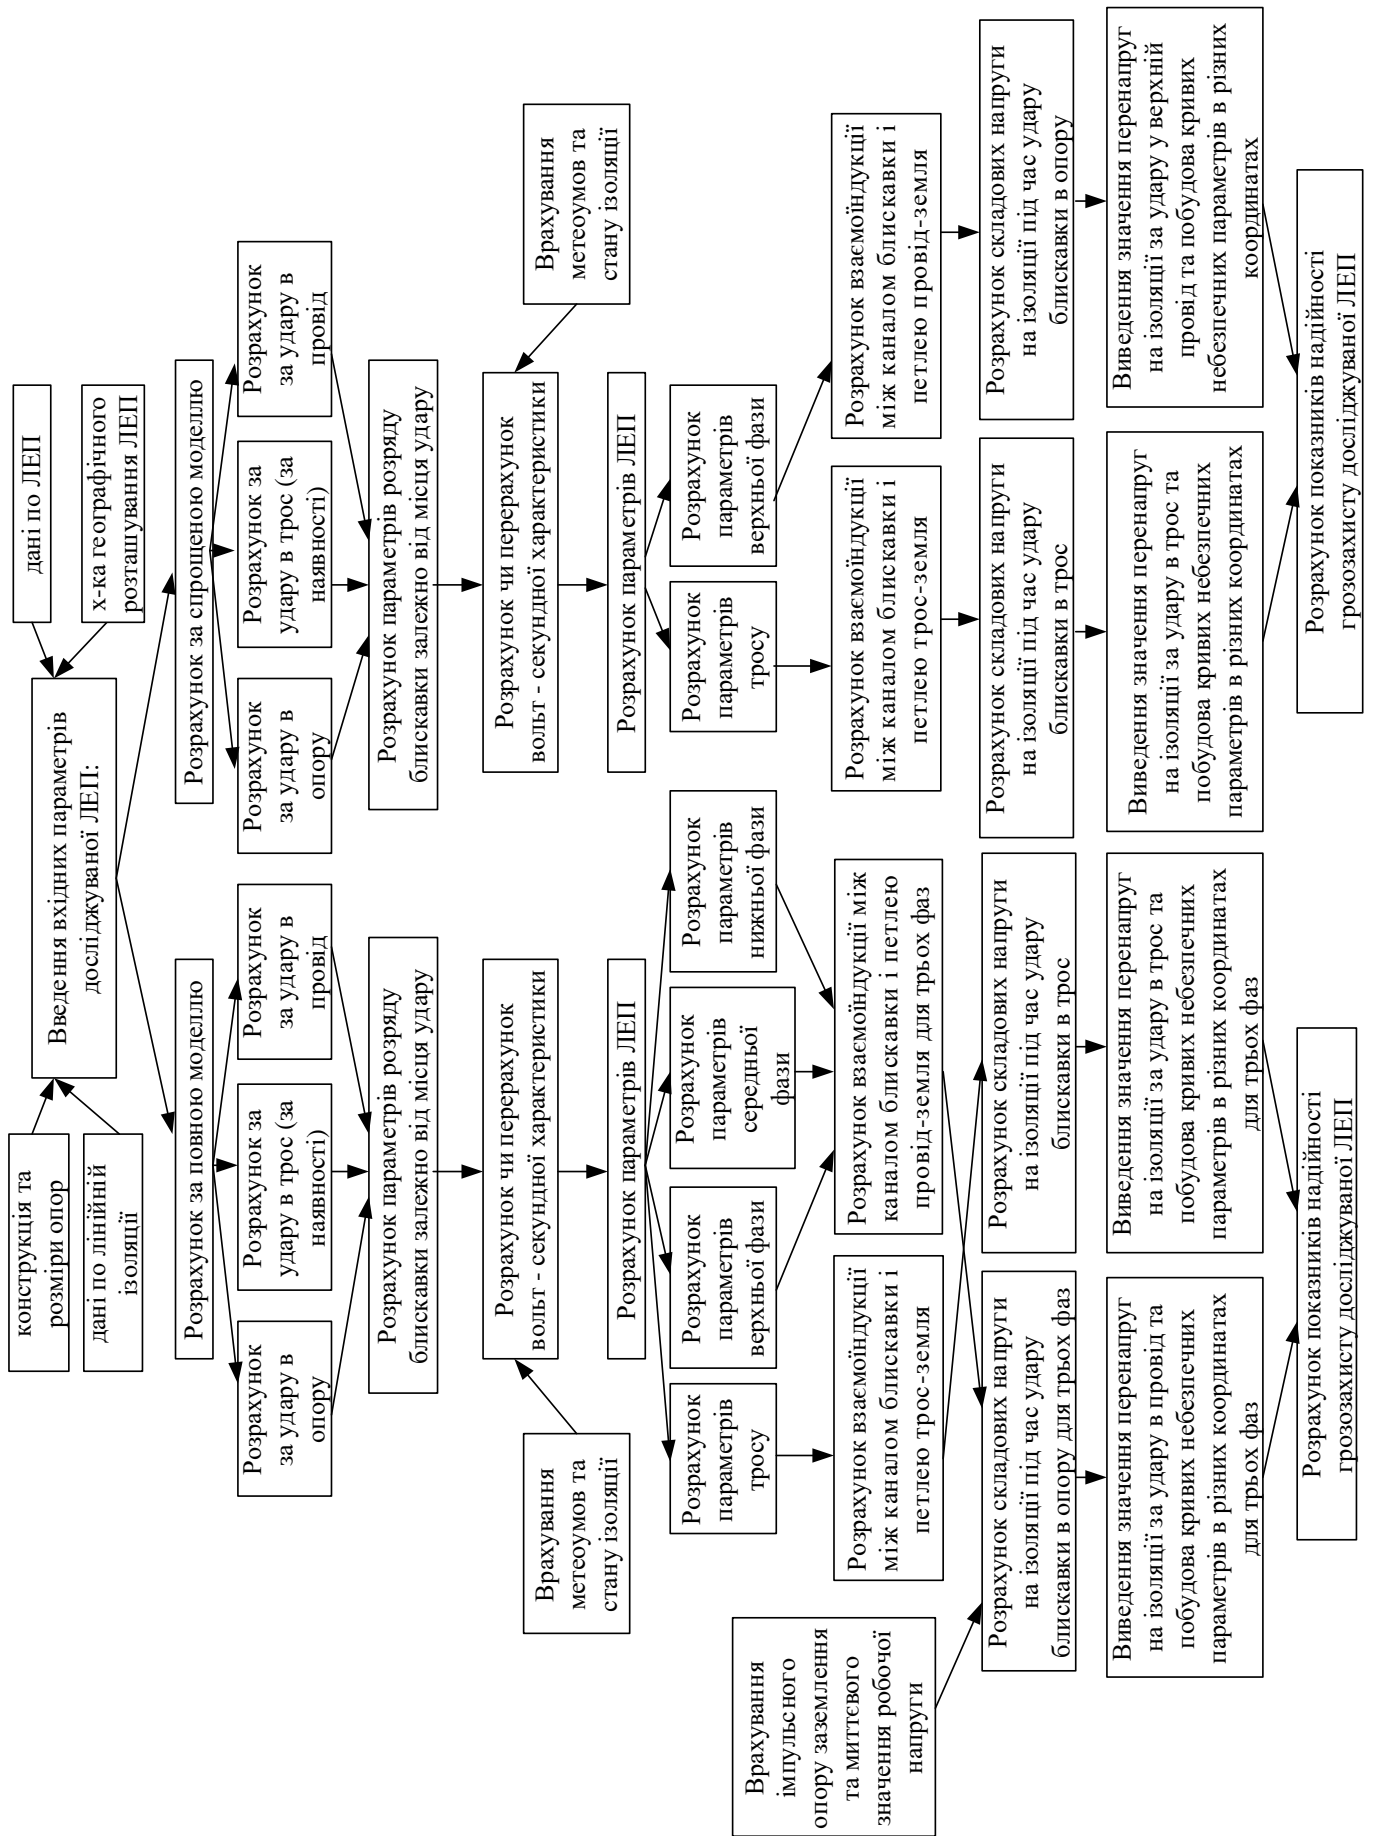 конструкція та
розміри опор
дані по лінійній
ізоляції
Введення вхідних параметрів
досліджуваної ЛЕП:
дані по ЛЕП
х-ка географічного
розташування ЛЕП
Розрахунок за повною моделлю
Розрахунок за спрощеною моделлю
Розрахунок
за удару в
опору
Розрахунок за
удару в трос (за
наявності)
Розрахунок
за удару в
провід
Розрахунок
за удару в
опору
Розрахунок за
удару в трос (за
наявності)
Розрахунок
за удару в
провід
Розрахунок параметрів розряду
блискавки залежно від місця удару
Розрахунок параметрів розряду
блискавки залежно від місця удару
Розрахунок чи перерахунок
вольт - секундної характеристики
Розрахунок чи перерахунок
вольт - секундної характеристики
Врахування
метеоумов та
стану ізоляції
Врахування
метеоумов та
стану ізоляції
Розрахунок параметрів ЛЕП
Розрахунок параметрів ЛЕП
Розрахунок
параметрів
тросу
Розрахунок
параметрів
верхньої фази
Розрахунок
параметрів
середньої
фази
Розрахунок
параметрів
нижньої фази
Розрахунок
параметрів
тросу
Розрахунок
параметрів
верхньої фази
Врахування
імпульсного
опору заземлення
та миттєвого
значення робочої
напруги
Розрахунок взаємоіндукції
між каналом блискавки і
петлею трос-земля
Розрахунок взаємоіндукції між
каналом блискавки і петлею
провід-земля для трьох фаз
Розрахунок взаємоіндукції
між каналом блискавки і
петлею трос-земля
Розрахунок взаємоіндукції
між каналом блискавки і
петлею провід-земля
Розрахунок складових напруги
на ізоляції під час удару
блискавки в опору для трьох фаз
Розрахунок складових напруги
на ізоляції під час удару
блискавки в трос
Розрахунок складових напруги
на ізоляції під час удару
блискавки в трос
Розрахунок складових напруги
на ізоляції під час удару
блискавки в опору
Виведення значення перенапруг
на ізоляції за удару в провід та
побудова кривих небезпечних
параметрів в різних координатах
для трьох фаз
Виведення значення перенапруг
на ізоляції за удару в трос та
побудова кривих небезпечних
параметрів в різних координатах
для трьох фаз
Виведення значення перенапруг
на ізоляції за удару в трос та
побудова кривих небезпечних
параметрів в різних координатах
Виведення значення перенапруг
на ізоляції за удару у верхній
провід та побудова кривих
небезпечних параметрів в різних
координатах
Розрахунок показників надійності
грозозахисту досліджуваної ЛЕП
Розрахунок показників надійності
грозозахисту досліджуваної ЛЕП